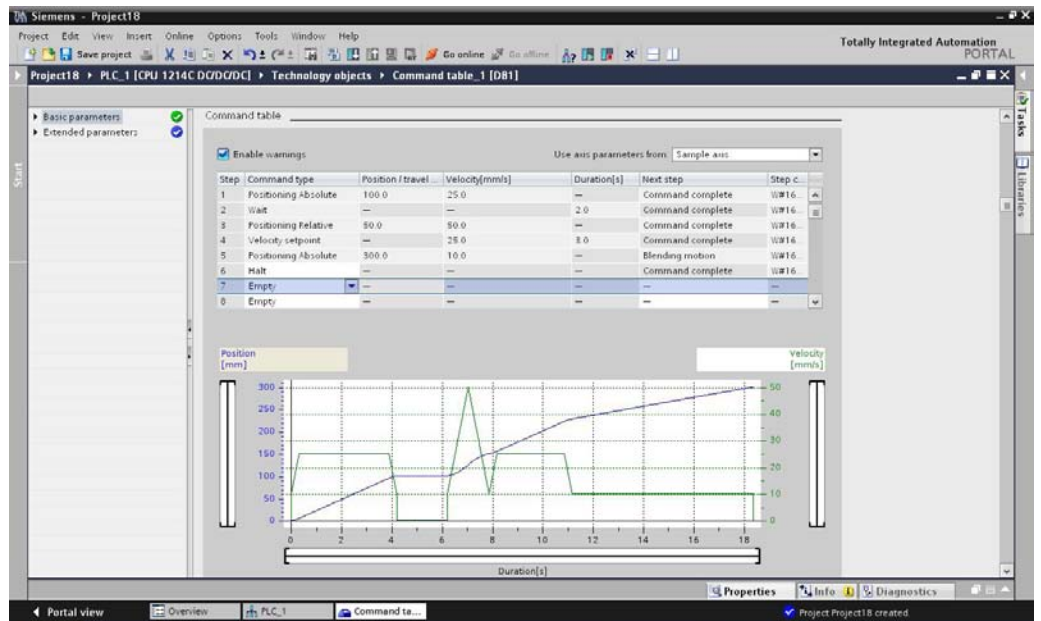 Siemens - Project18
Project Edit View Insert Online Options Tools Window Help
Totally Integrated Automation
PORTAL
Save project
Go online
Go offline
Project18 PLC_1 [CPU 1214C DC/DC/DC] Technology objects Command table_1 [DB1]
Start
Basic parameters
Extended parameters
Command table
Enable warnings
Use axis parameters from: Sample axis
Step Command type Position / travel ... Velocity[mm/s] Duration[s] Next step Step c...
1 Positioning Absolute 100.0 25.0 — Command complete W#16...
2 Wait — — 2.0 Command complete W#16...
3 Positioning Relative 50.0 50.0 — Command complete W#16...
4 Velocity setpoint — 25.0 3.0 Command complete W#16...
5 Positioning Absolute 300.0 10.0 — Blending motion W#16...
6 Halt — — — Command complete W#16...
7 Empty — — — — —
8 Empty — — — — —
Position
[mm]
Velocity
[mm/s]
300
250
200
150
100
50
0
50
40
30
20
10
0
0 2 4 6 8 10 12 14 16 18
Duration[s]
Tasks
Libraries
Properties Info Diagnostics
Portal view Overview PLC_1 Command ta...
Project Project18 created.